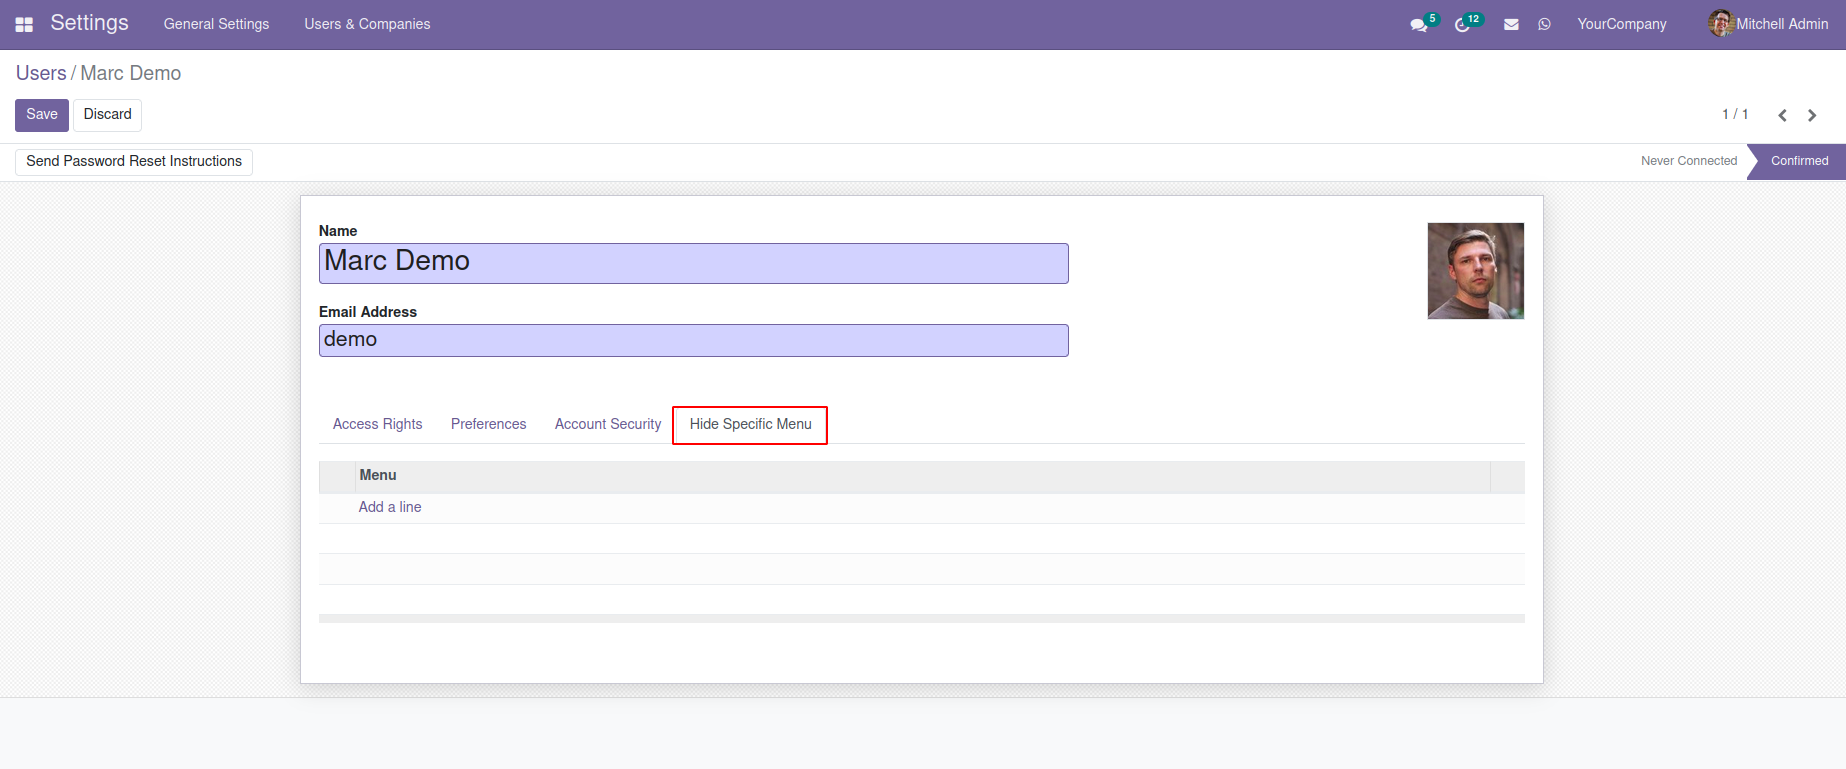 Settings General Settings Users & Companies 5 12 YourCompany Mitchell Admin
Users / Marc Demo
Save Discard 1 / 1
Send Password Reset Instructions Never Connected Confirmed
Name
Marc Demo
Email Address
demo
Access Rights Preferences Account Security Hide Specific Menu
Menu
Add a line